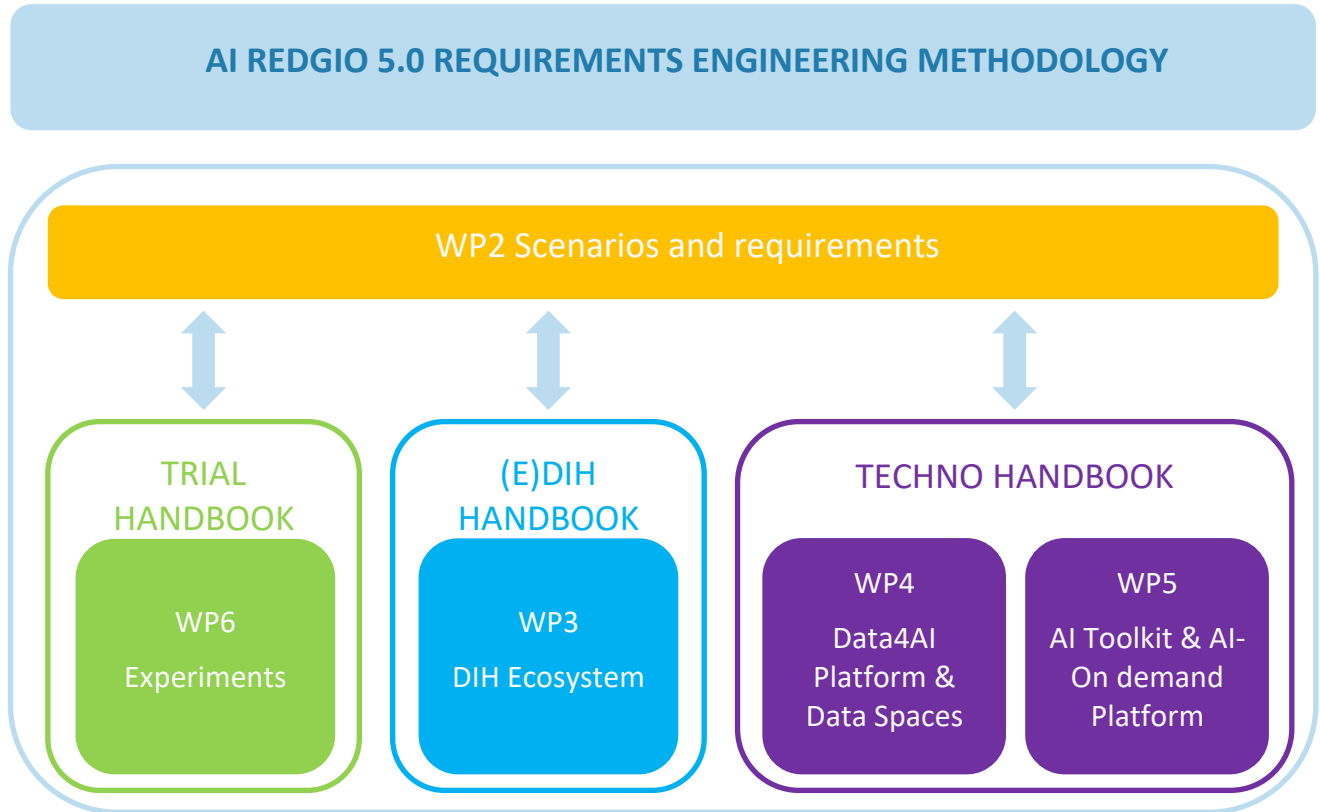 AI REDGIO 5.0 REQUIREMENTS ENGINEERING METHODOLOGY
WP2 Scenarios and requirements
TRIAL
HANDBOOK
WP6
Experiments
(E)DIH
HANDBOOK
WP3
DIH Ecosystem
TECHNO HANDBOOK
WP4
Data4AI
Platform &
Data Spaces
WP5
AI Toolkit & AI-
On demand
Platform